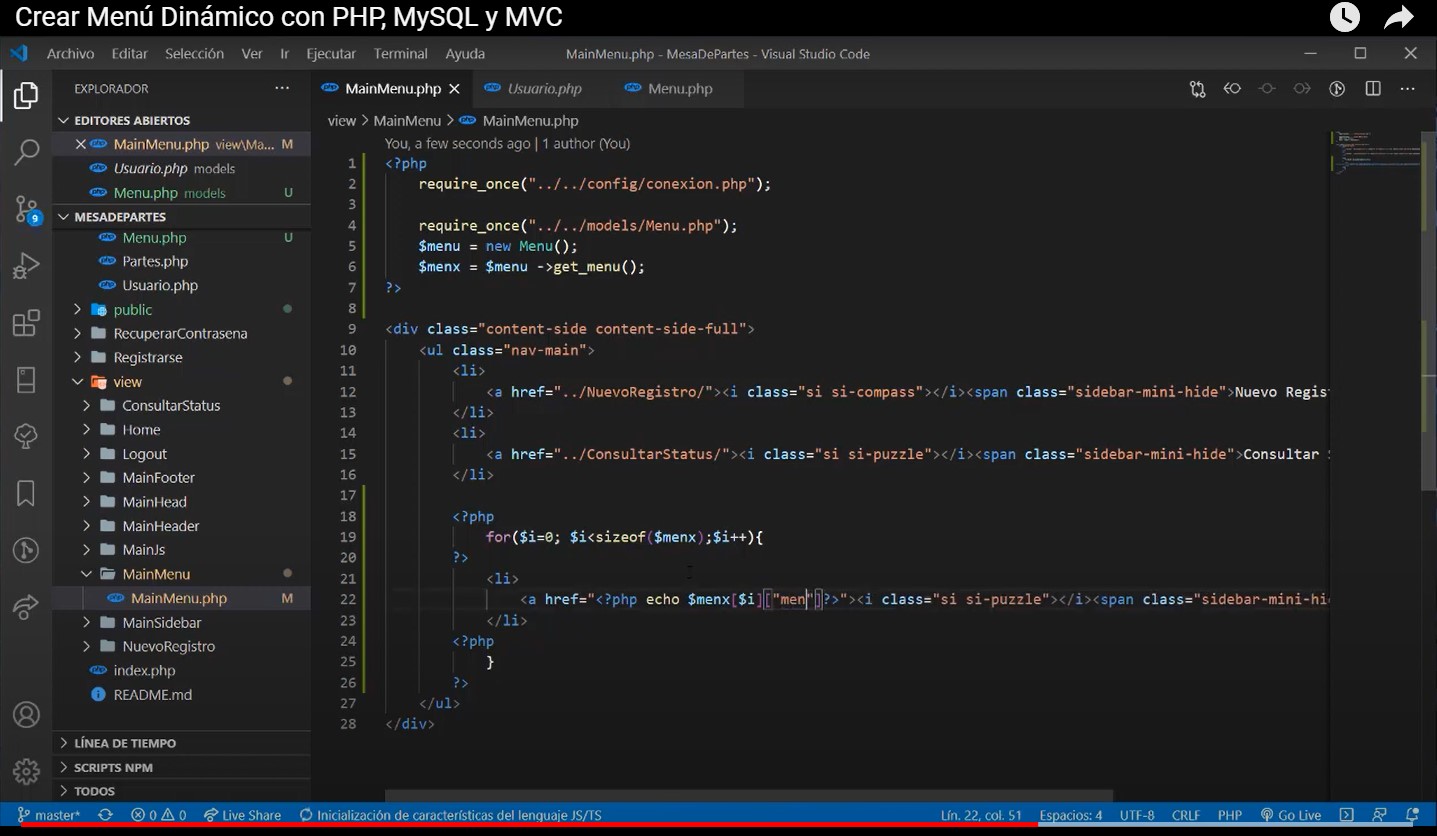 Crear Menú Dinámico con PHP, MySQL y MVC
Archivo Editar Selección Ver Ir Ejecutar Terminal Ayuda MainMenu.php - MesaDePartes - Visual Studio Code
EXPLORADOR
EDITORES ABIERTOS
MainMenu.php view\Ma... M
Usuario.php models
Menu.php models U
MESADEPARTES
Menu.php U
Partes.php
Usuario.php
public
RecuperarContrasena
Registrarse
view
ConsultarStatus
Home
Logout
MainFooter
MainHead
MainHeader
MainJs
MainMenu
MainMenu.php M
MainSidebar
NuevoRegistro
index.php
README.md
LÍNEA DE TIEMPO
SCRIPTS NPM
TODOS
9
MainMenu.php Usuario.php Menu.php
view > MainMenu > MainMenu.php
You, a few seconds ago | 1 author (You)
1 <?php
2 require_once("../../config/conexion.php");
3
4 require_once("../../models/Menu.php");
5 $menu = new Menu();
6 $menx = $menu ->get_menu();
7 ?>
8
9 <div class="content-side content-side-full">
10 <ul class="nav-main">
11 <li>
12 <a href="../NuevoRegistro/"><i class="si si-compass"></i><span class="sidebar-mini-hide">Nuevo Regis
13 </li>
14 <li>
15 <a href="../ConsultarStatus/"><i class="si si-puzzle"></i><span class="sidebar-mini-hide">Consultar
16 </li>
17
18 <?php
19 for($i=0; $i<sizeof($menx);$i++){
20 ?>
21 <li>
22 <a href="<?php echo $menx[$i]["men"]?>"><i class="si si-puzzle"></i><span class="sidebar-mini-hi
23 </li>
24 <?php
25 }
26 ?>
27 </ul>
28 </div>
master* 0 0 Live Share Inicialización de características del lenguaje JS/TS Lín. 22, col. 51 Espacios: 4 UTF-8 CRLF PHP Go Live